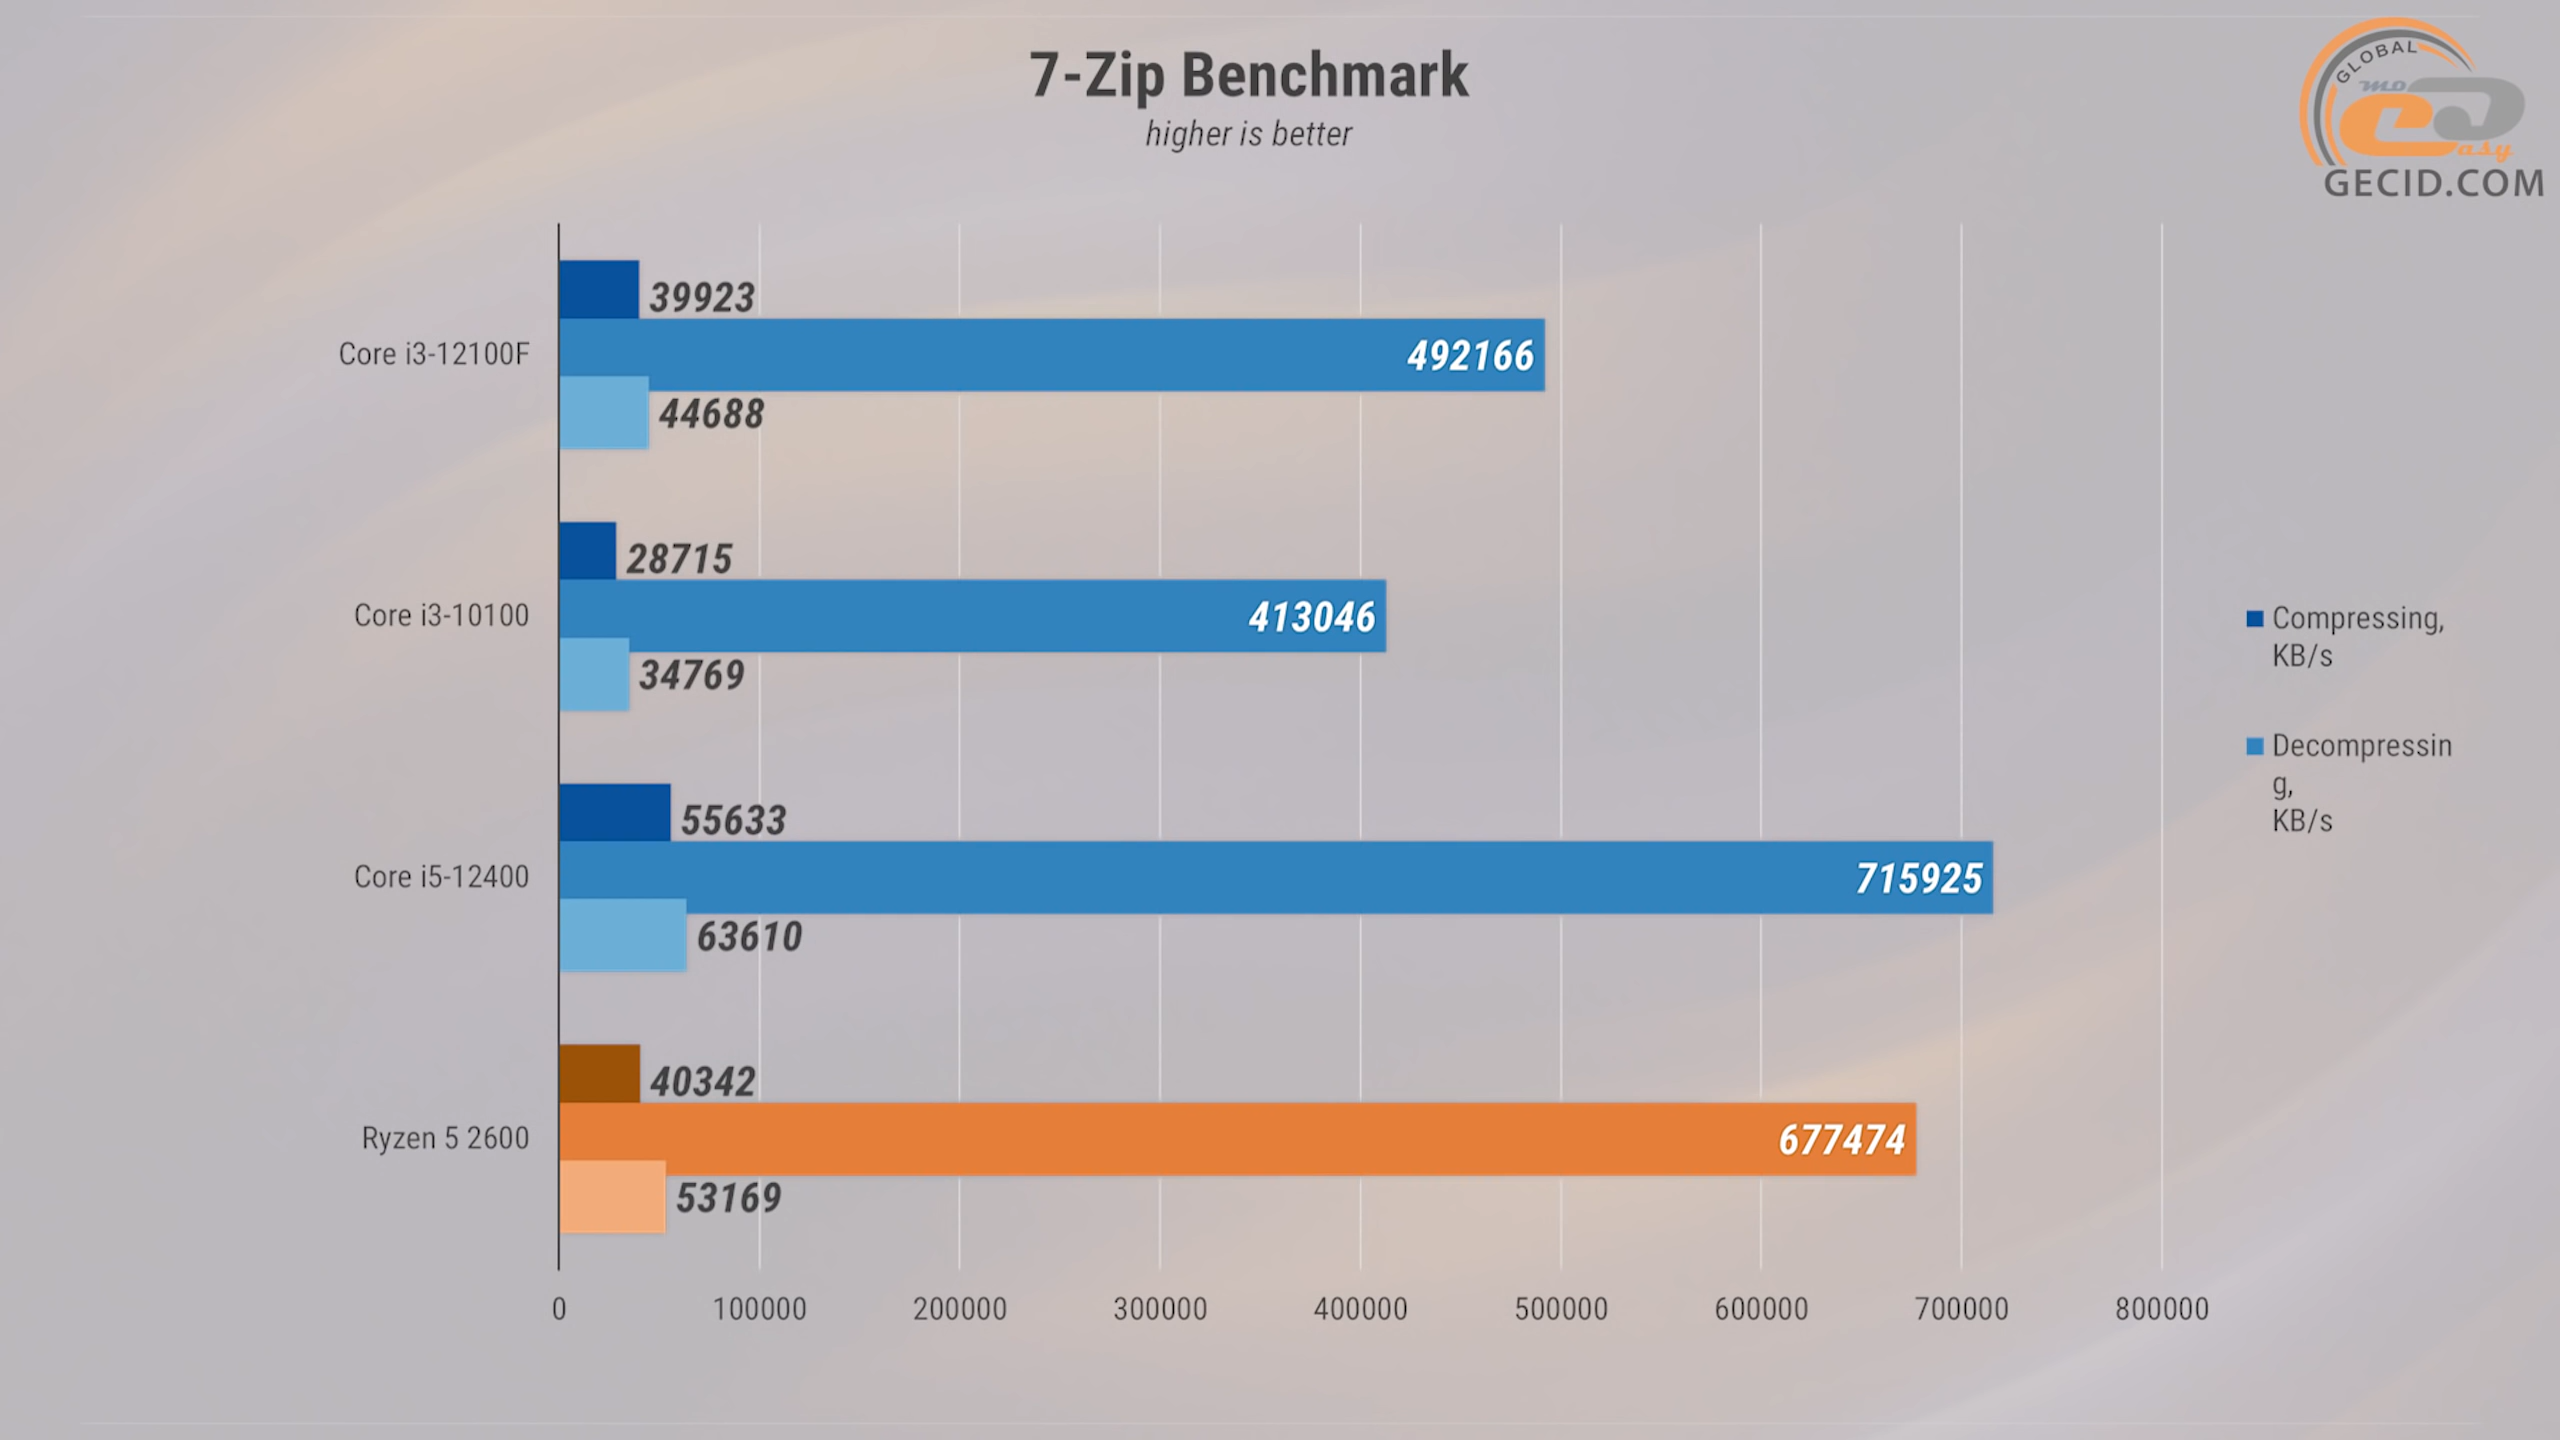 7-Zip Benchmark
higher is better
GLOBAL
mo
easy
GECID.COM
39923
Core i3-12100F
492166
44688
28715
Core i3-10100
413046
34769
55633
Core i5-12400
715925
63610
40342
Ryzen 5 2600
677474
53169
Compressing,
KB/s
Decompressin
g,
KB/s
0 100000 200000 300000 400000 500000 600000 700000 800000